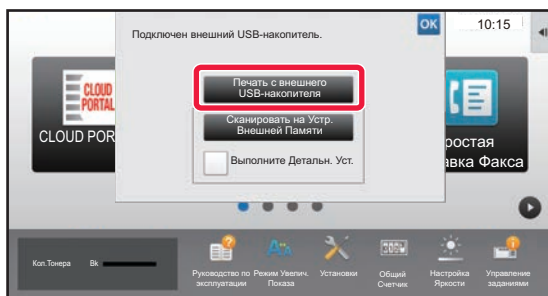 Подключен внешний USB-накопитель.
OK
10:15
Печать с внешнего
USB-накопителя
Сканировать на Устр.
Внешней Памяти
Выполните Детальн. Уст.
CLOUD
PORTAL
CLOUD POR
ростая
авка Факса
Кол.Тонера
Bk
Руководство по
эксплуатации
Режим Увелич.
Показа
Установки
Общий
Счетчик
Настройка
Яркости
Управление
заданиями